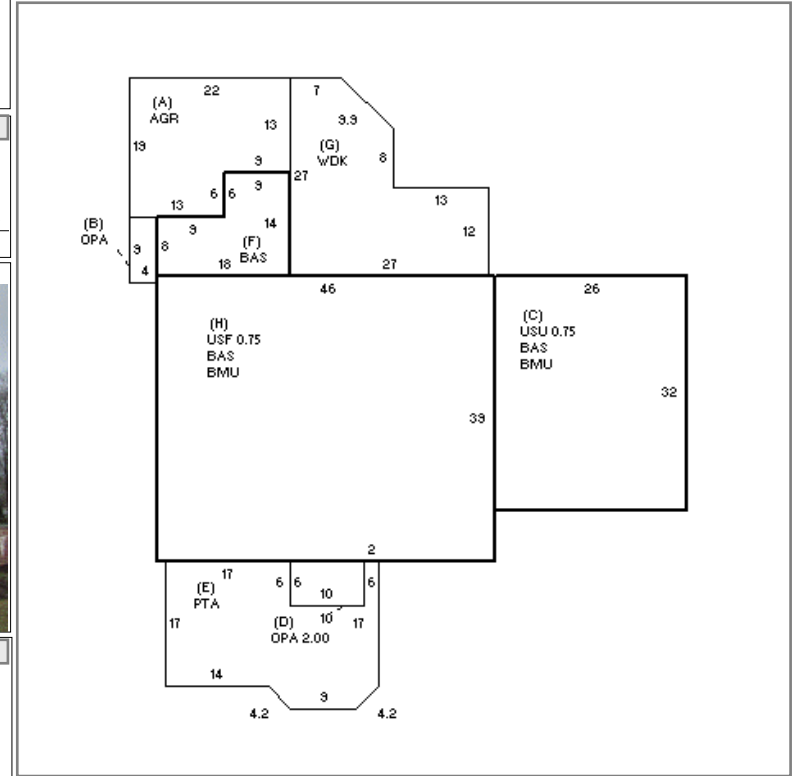 22
7
(A)
AGR
9.9
13
19
(G)
WDK
8
9
27
9
6
6
13
13
9
14
12
(B)
OPA
9
8
(F)
BAS
4
18
27
46
26
(H)
USF 0.75
BAS
BMU
(C)
USU 0.75
BAS
BMU
32
39
2
17
(E)
PTA
6
6
10
6
17
(D)
OPA 2.00
10
17
14
9
4.2
4.2